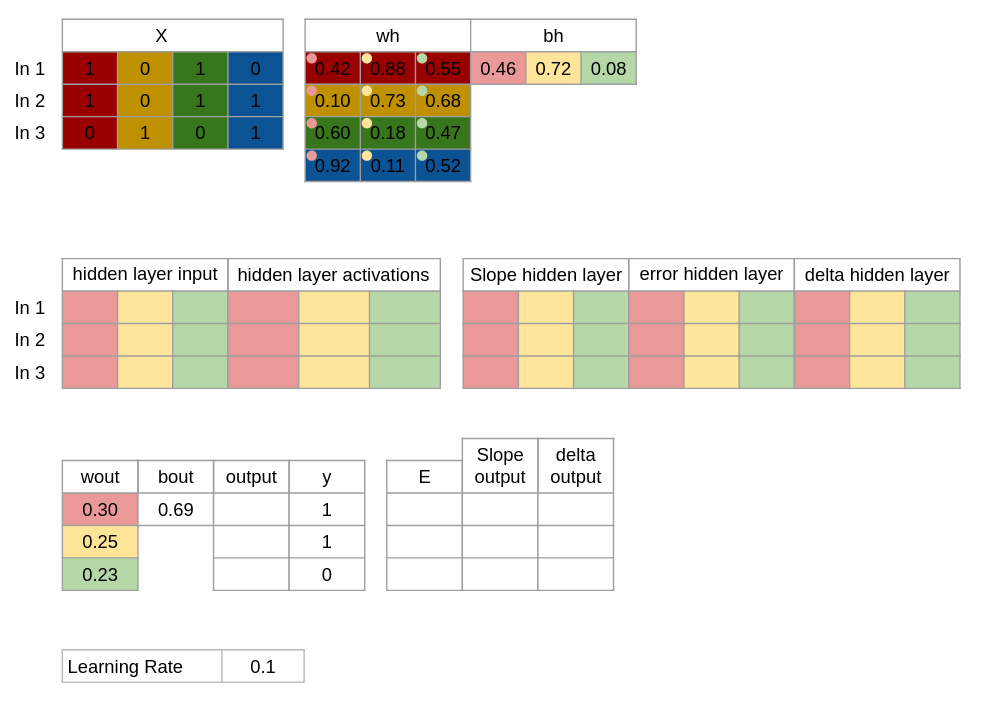 X wh bh
In 1 1 0 1 0 0.42 0.88 0.55 0.46 0.72 0.08
In 2 1 0 1 1 0.10 0.73 0.68
In 3 0 1 0 1 0.60 0.18 0.47
0.92 0.11 0.52
hidden layer input hidden layer activations Slope hidden layer error hidden layer delta hidden layer
In 1
In 2
In 3
wout bout output y E Slope output delta output
0.30 0.69 1
0.25 1
0.23 0
Learning Rate 0.1